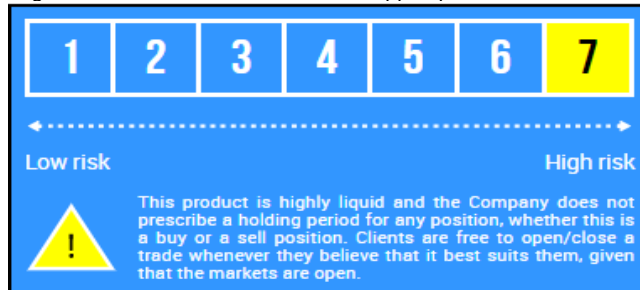 1 2 3 4 5 6 7
Low risk High risk
This product is highly liquid and the Company does not
prescribe a holding period for any position, whether this is
a buy or a sell position. Clients are free to open/close a
trade whenever they believe that it best suits them, given
that the markets are open.
!